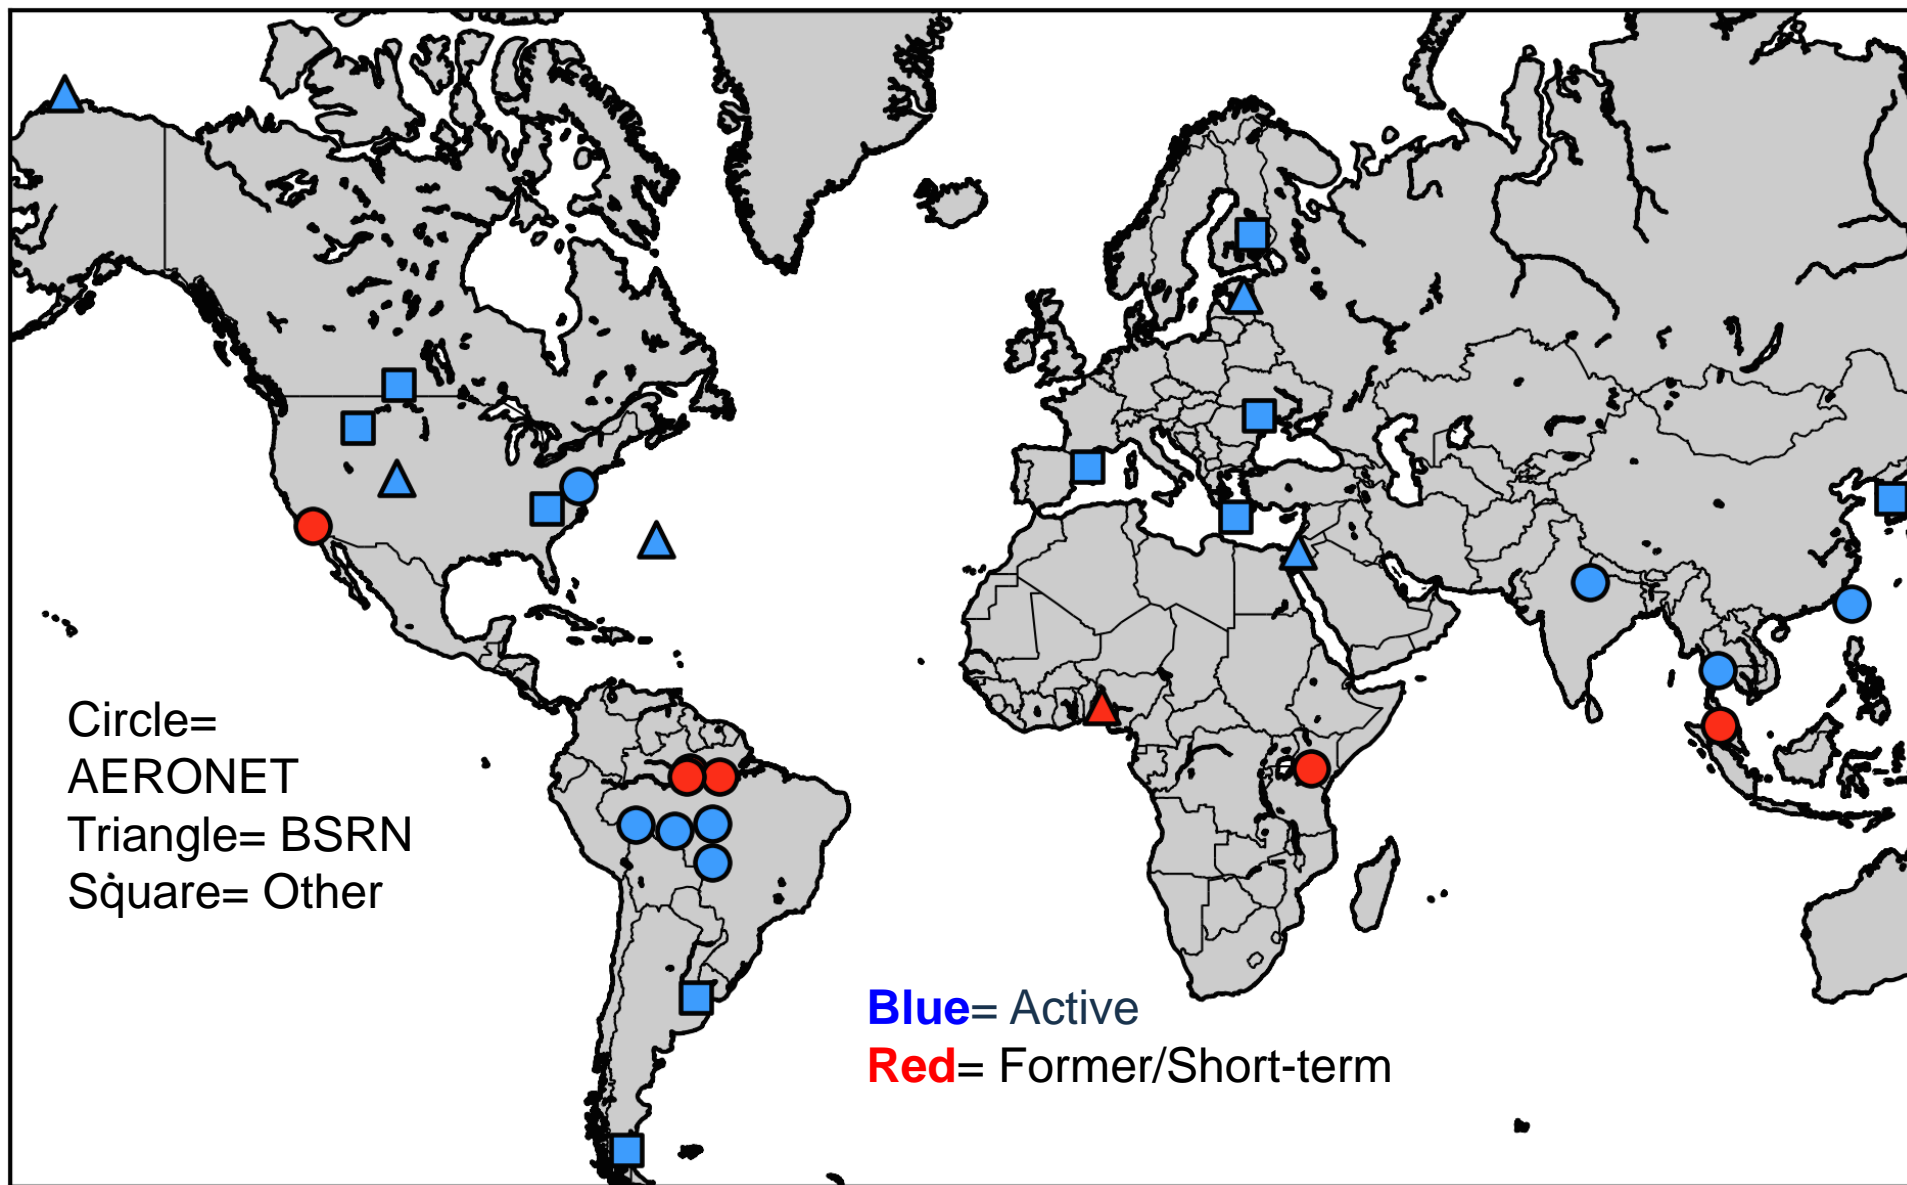 Circle=
AERONET
Triangle= BSRN
Square= Other
Blue= Active
Red= Former/Short-term